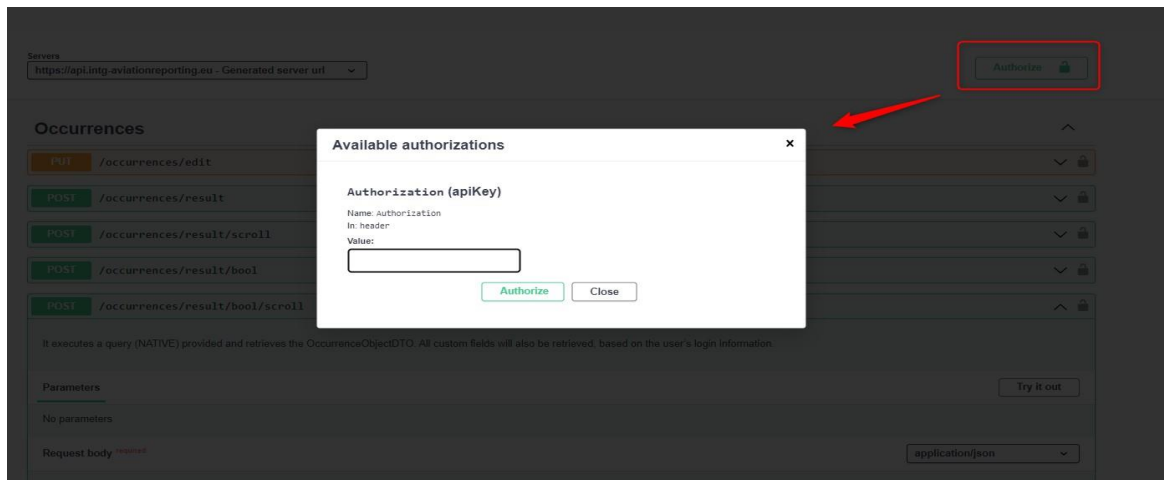 Servers
https://api.intg-aviationreporting.eu - Generated server url
Authorize
Occurrences
PUT /occurrences/edit
POST /occurrences/result
POST /occurrences/result/scroll
POST /occurrences/result/bool
POST /occurrences/result/bool/scroll
Available authorizations
×
Authorization (apiKey)
Name: Authorization
In: header
Value:
Authorize Close
It executes a query (NATIVE) provided and retrieves the OccurrenceObjectDTO. All custom fields will also be retrieved, based on the user's login information.
Parameters Try it out
No parameters
Request body required application/json